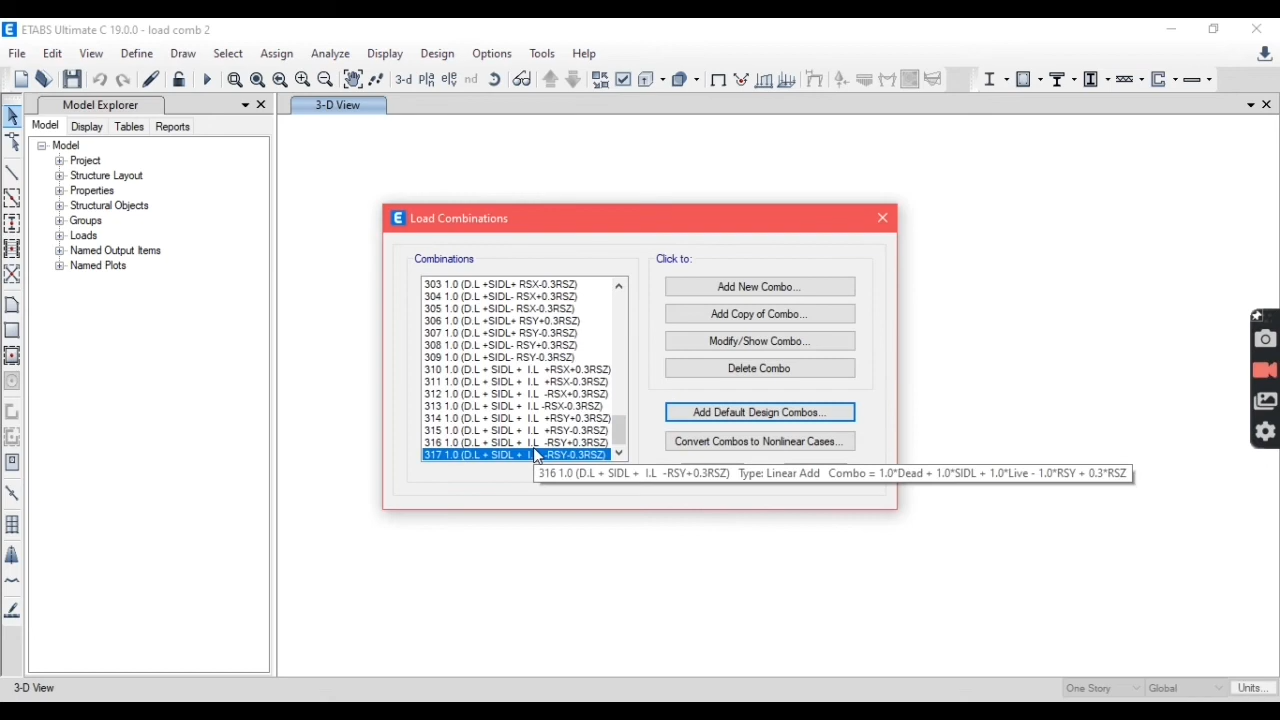 ETABS Ultimate C 19.0.0 - load comb 2
File Edit View Define Draw Select Assign Analyze Display Design Options Tools Help
3-d nd
Model Explorer
3-D View
Model Display Tables Reports
Model
Project
Structure Layout
Properties
Structural Objects
Groups
Loads
Named Output Items
Named Plots
Load Combinations
Combinations
303 1.0 (D.L +SIDL+ RSX-0.3RSZ)
304 1.0 (D.L +SIDL- RSX+0.3RSZ)
305 1.0 (D.L +SIDL- RSX-0.3RSZ)
306 1.0 (D.L +SIDL+ RSY+0.3RSZ)
307 1.0 (D.L +SIDL+ RSY-0.3RSZ)
308 1.0 (D.L +SIDL- RSY+0.3RSZ)
309 1.0 (D.L +SIDL- RSY-0.3RSZ)
310 1.0 (D.L + SIDL + I.L +RSX+0.3RSZ)
311 1.0 (D.L + SIDL + I.L +RSX-0.3RSZ)
312 1.0 (D.L + SIDL + I.L -RSX+0.3RSZ)
313 1.0 (D.L + SIDL + I.L -RSX-0.3RSZ)
314 1.0 (D.L + SIDL + I.L +RSY+0.3RSZ)
315 1.0 (D.L + SIDL + I.L +RSY-0.3RSZ)
316 1.0 (D.L + SIDL + I.L -RSY+0.3RSZ)
317 1.0 (D.L + SIDL + I.L -RSY-0.3RSZ)
Click to:
Add New Combo...
Add Copy of Combo...
Modify/Show Combo...
Delete Combo
Add Default Design Combos...
Convert Combos to Nonlinear Cases...
316 1.0 (D.L + SIDL + I.L -RSY+0.3RSZ) Type: Linear Add Combo = 1.0*Dead + 1.0*SIDL + 1.0*Live - 1.0*RSY + 0.3*RSZ
3-D View
One Story Global Units...